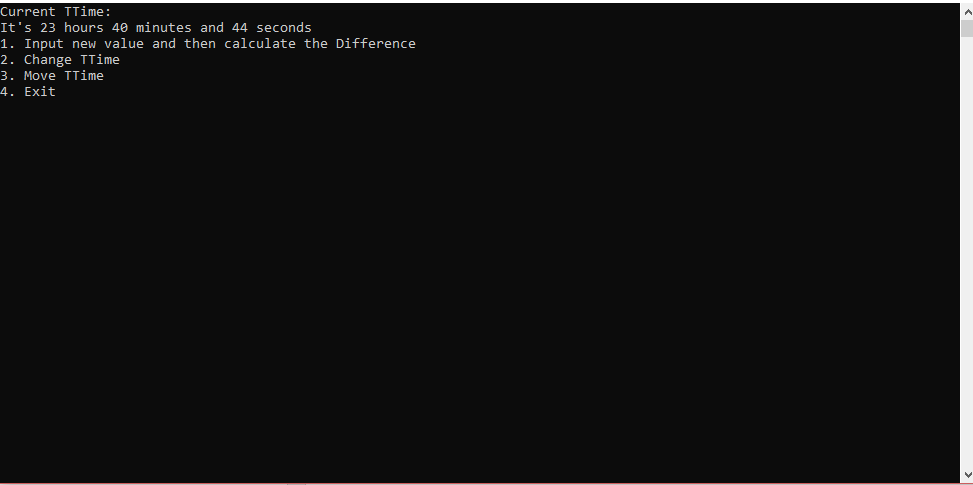 Current TTime:
It's 23 hours 40 minutes and 44 seconds
1. Input new value and then calculate the Difference
2. Change TTime
3. Move TTime
4. Exit